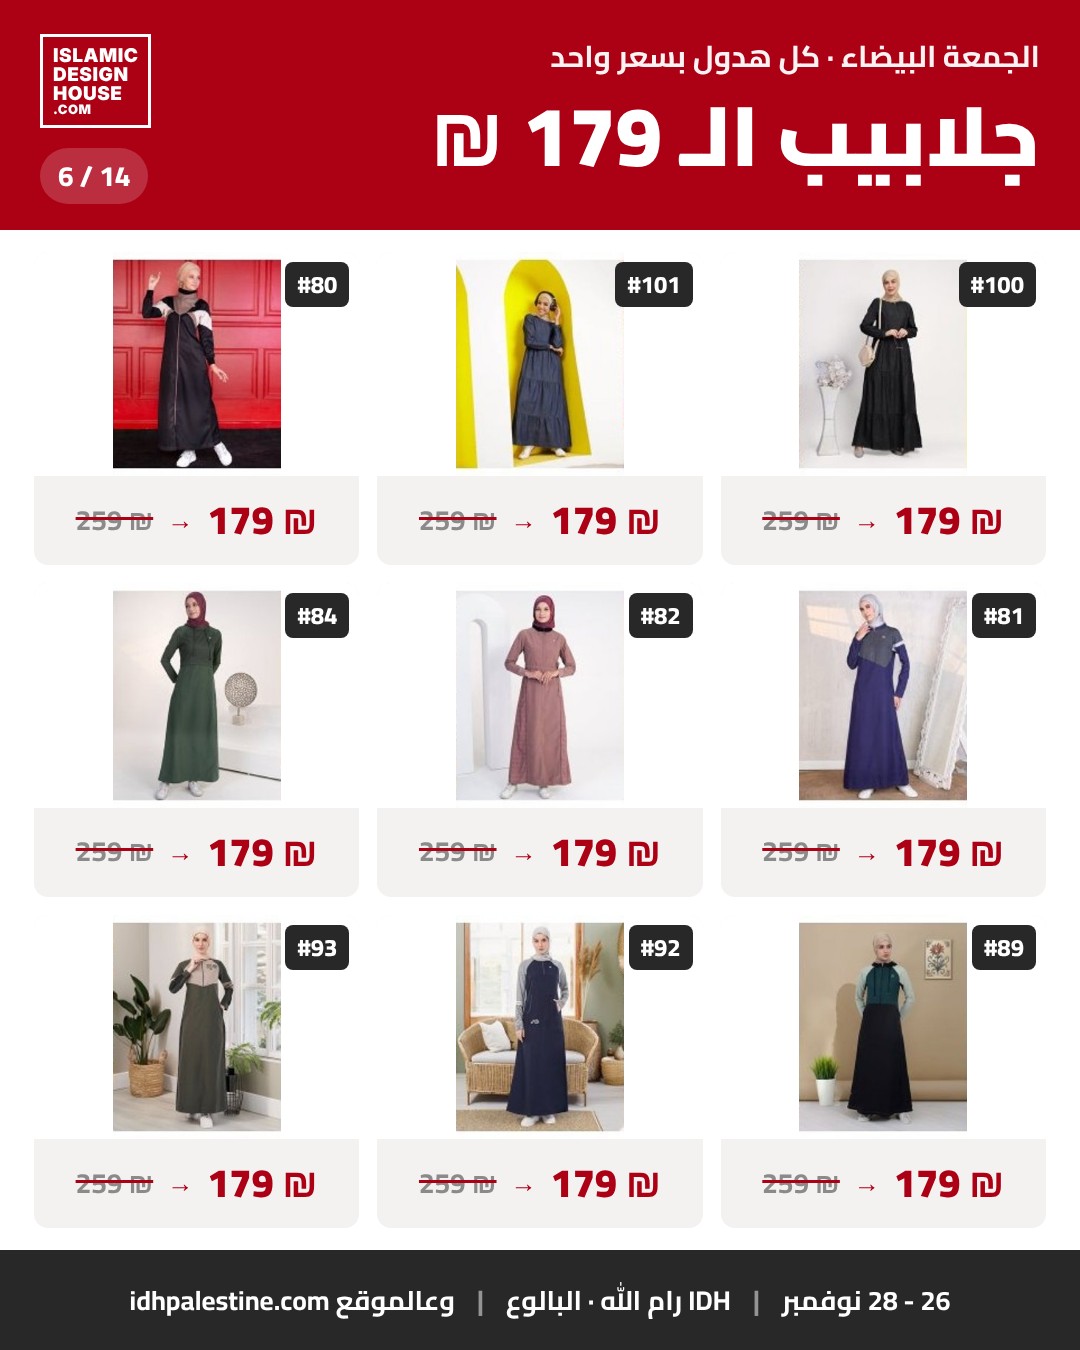 ISLAMIC
DESIGN
HOUSE
.COM
الجمعة البيضاء · كل هدول بسعر واحد
جلابيب الـ 179 ₪
6 / 14
#100
#101
#80
259 ₪ → 179 ₪
259 ₪ → 179 ₪
259 ₪ → 179 ₪
#81
#82
#84
259 ₪ → 179 ₪
259 ₪ → 179 ₪
259 ₪ → 179 ₪
#89
#92
#93
259 ₪ → 179 ₪
259 ₪ → 179 ₪
259 ₪ → 179 ₪
26 - 28 نوفمبر | IDH رام الله · البالوع | وعالموقع idhpalestine.com